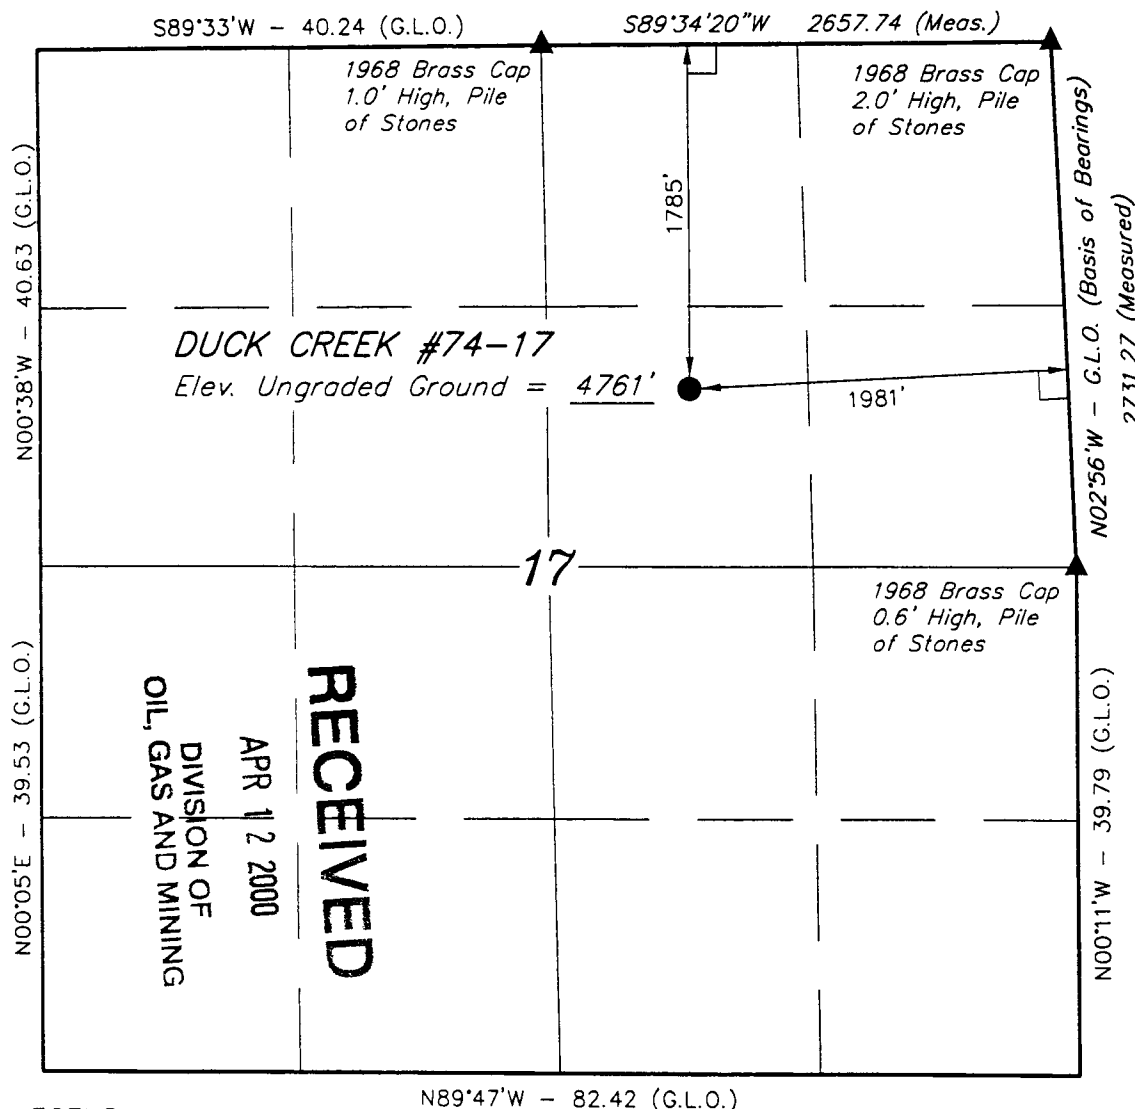 S89°33'W – 40.24 (G.L.O.)
S89°34'20"W 2657.74 (Meas.)
1968 Brass Cap
1.0' High, Pile
of Stones
1968 Brass Cap
2.0' High, Pile
of Stones
N00°38'W – 40.63 (G.L.O.)
1785'
N02°56'W – G.L.O. (Basis of Bearings)
2731.27 (Measured)
DUCK CREEK #74–17
Elev. Ungraded Ground = 4761'
1981'
17
1968 Brass Cap
0.6' High, Pile
of Stones
N00°05'E – 39.53 (G.L.O.)
RECEIVED
APR 12 2000
DIVISION OF
OIL, GAS AND MINING
N00°11'W – 39.79 (G.L.O.)
N89°47'W – 82.42 (G.L.O.)